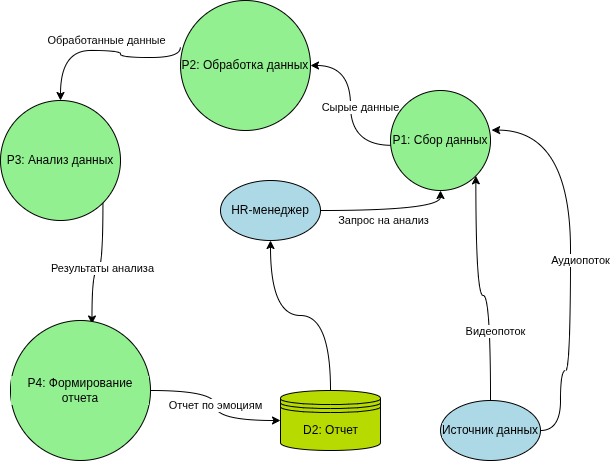 Обработанные данные
P2: Обработка данных
Сырые данные
P1: Сбор данных
P3: Анализ данных
HR-менеджер
Запрос на анализ
Результаты анализа
Аудиопоток
Видеопоток
P4: Формирование
отчета
Отчет по эмоциям
D2: Отчет
Источник данных